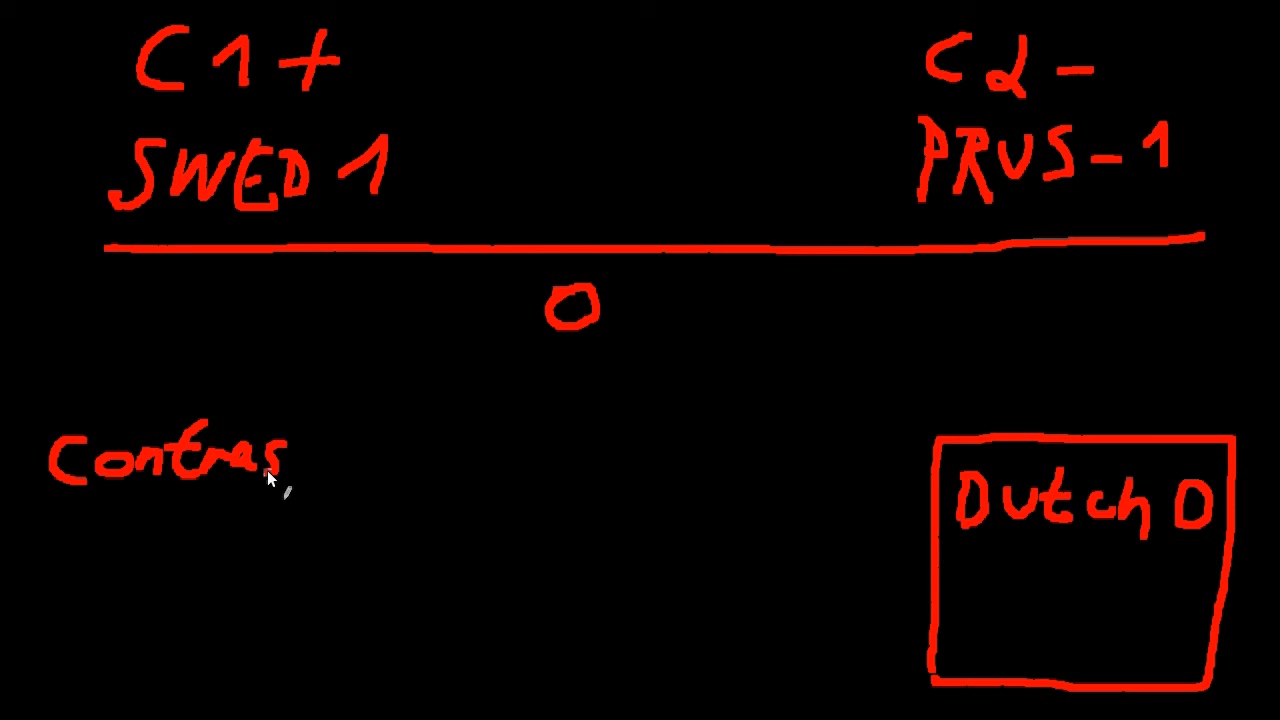 C1+
C2-
SWED 1
PRUS-1
0
Contras
Dutch 0